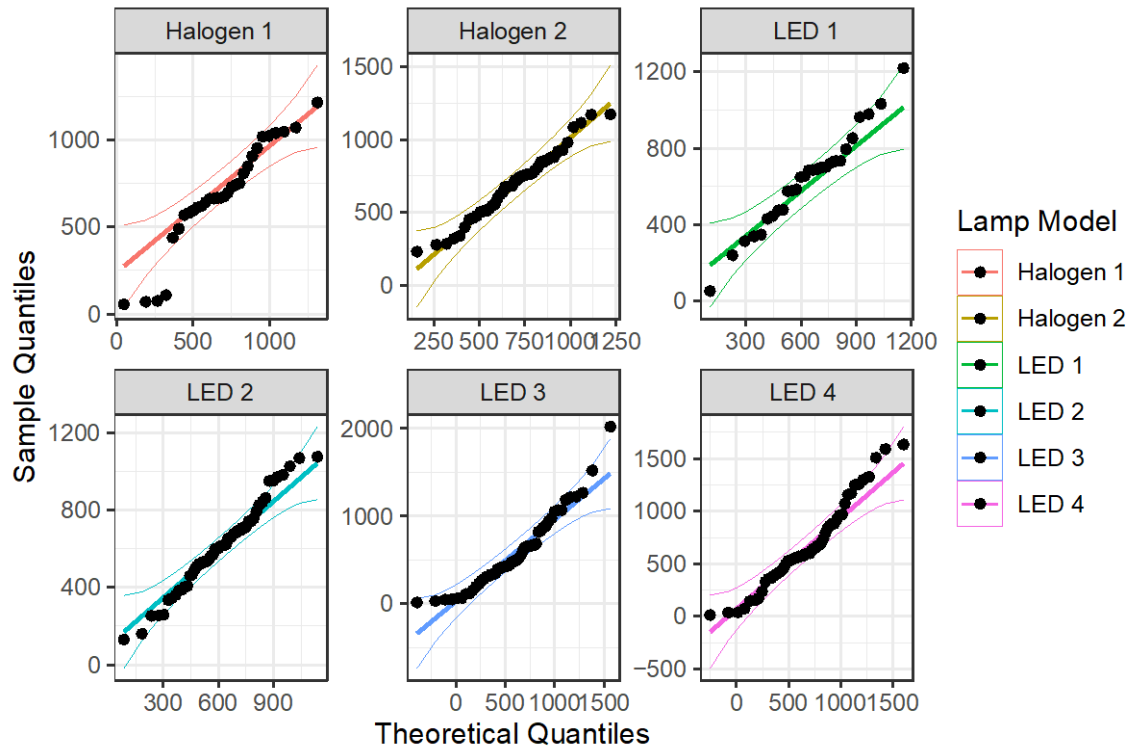 Halogen 1
Halogen 2
LED 1
1000
500
0
0 500 1000
1500
1000
500
0
250 500 750 1000 1250
1200
800
400
0
300 600 900 1200
LED 2
LED 3
LED 4
1200
800
400
0
300 600 900
2000
1000
0
0 500 1000 1500
1500
1000
500
0
−500
0 500 1000 1500
Sample Quantiles
Theoretical Quantiles
Lamp Model
Halogen 1
Halogen 2
LED 1
LED 2
LED 3
LED 4